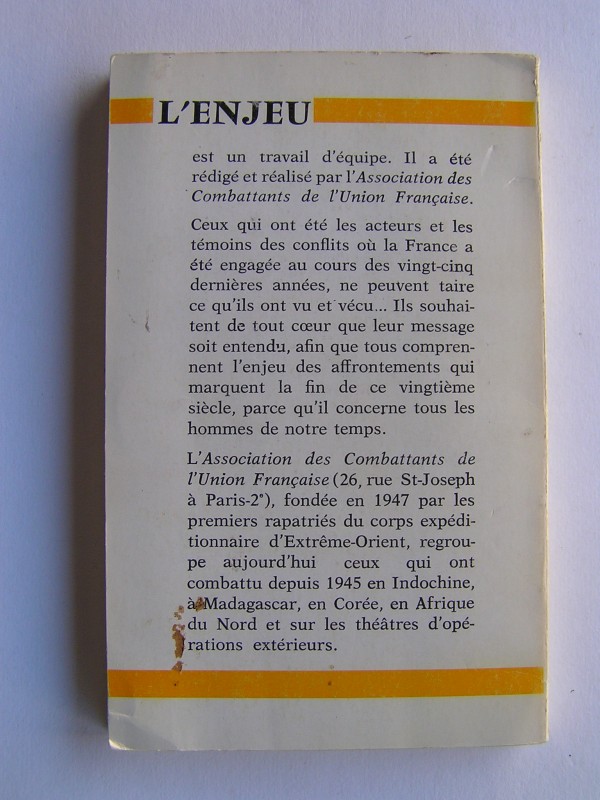 L'ENJEU
est un travail d'équipe. Il a été
rédigé et réalisé par l'Association des
Combattants de l'Union Française.
Ceux qui ont été les acteurs et les
témoins des conflits où la France a
été engagée au cours des vingt-cinq
dernières années, ne peuvent taire
ce qu'ils ont vu et vécu... Ils souhai-
tent de tout cœur que leur message
soit entendu, afin que tous compren-
nent l'enjeu des affrontements qui
marquent la fin de ce vingtième
siècle, parce qu'il concerne tous les
hommes de notre temps.
L'Association des Combattants de
l'Union Française (26, rue St-Joseph
à Paris-2e), fondée en 1947 par les
premiers rapatriés du corps expédi-
tionnaire d'Extrême-Orient, regrou-
pe aujourd'hui ceux qui ont
combattu depuis 1945 en Indochine,
à Madagascar, en Corée, en Afrique
du Nord et sur les théâtres d'opé-
rations extérieurs.